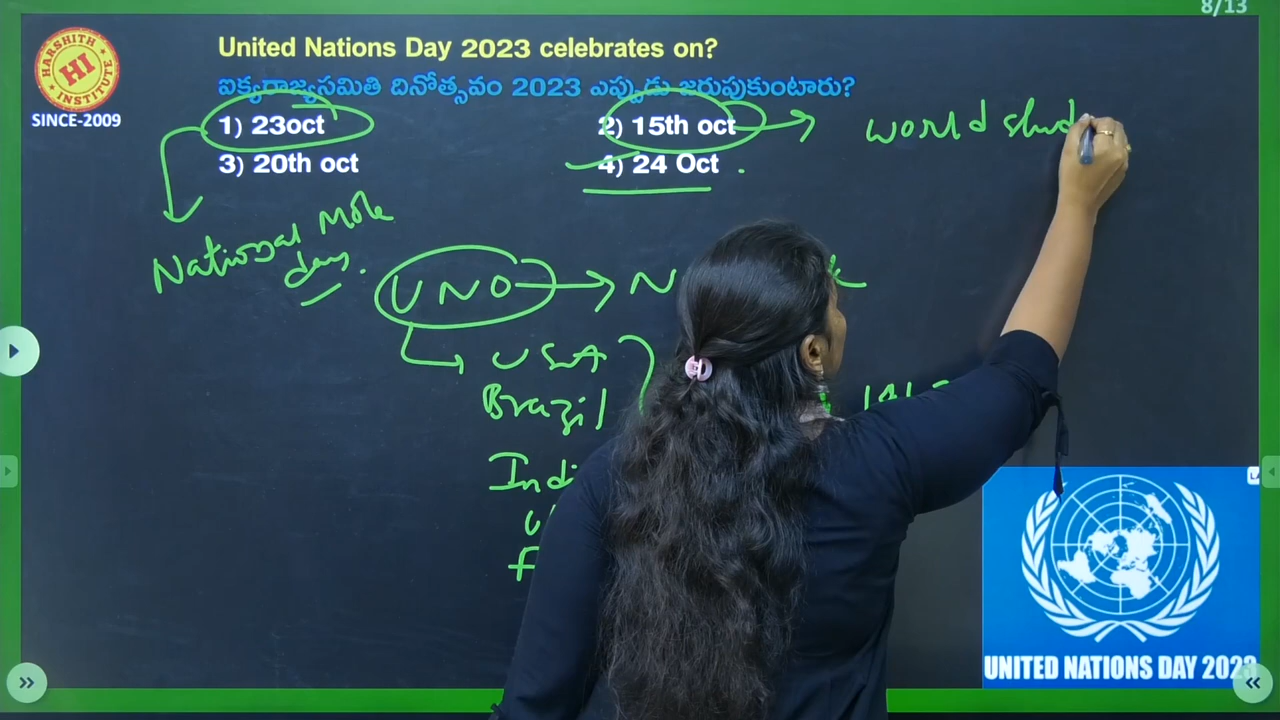 8/13
HARSHITH
HI
INSTITUTE
SINCE-2009
United Nations Day 2023 celebrates on?
ఐక్యరాజ్యసమితి దినోత్సవం 2023 ఎప్పుడు జరుపుకుంటారు?
1) 23oct
2) 15th oct
world stud
3) 20th oct
4) 24 Oct
National Mole
day.
UNO
N
USA
Brazil
Indi
UNITED NATIONS DAY 2023